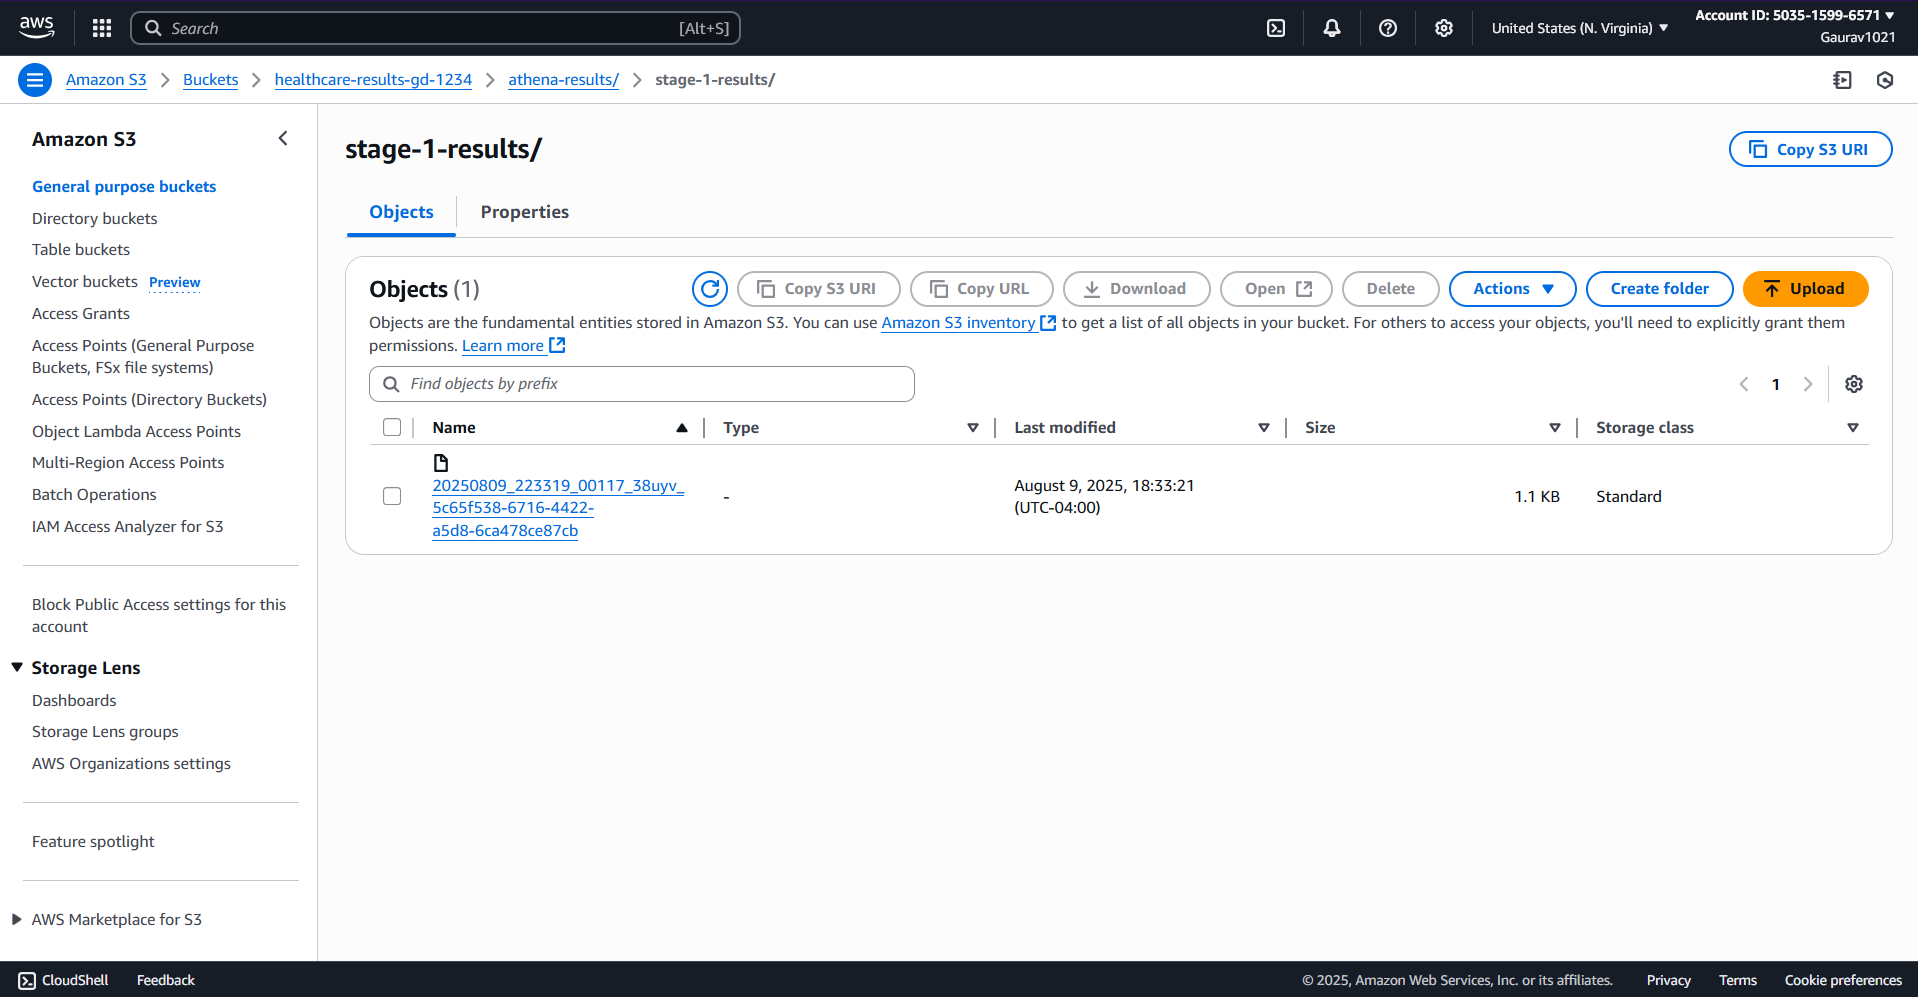 aws
Search [Alt+S]
United States (N. Virginia)
Account ID: 5035-1599-6571
Gaurav1021
Amazon S3 > Buckets > healthcare-results-gd-1234 > athena-results/ > stage-1-results/
Amazon S3
General purpose buckets
Directory buckets
Table buckets
Vector buckets Preview
Access Grants
Access Points (General Purpose
Buckets, FSx file systems)
Access Points (Directory Buckets)
Object Lambda Access Points
Multi-Region Access Points
Batch Operations
IAM Access Analyzer for S3
Block Public Access settings for this
account
Storage Lens
Dashboards
Storage Lens groups
AWS Organizations settings
Feature spotlight
AWS Marketplace for S3
stage-1-results/
Copy S3 URI
Objects Properties
Objects (1)
Copy S3 URI Copy URL Download Open Delete Actions Create folder Upload
Objects are the fundamental entities stored in Amazon S3. You can use Amazon S3 inventory to get a list of all objects in your bucket. For others to access your objects, you'll need to explicitly grant them
permissions. Learn more
Find objects by prefix
1
Name Type Last modified Size Storage class
20250809_223319_00117_38uyv_
5c65f538-6716-4422-
a5d8-6ca478ce87cb
-
August 9, 2025, 18:33:21
(UTC-04:00)
1.1 KB
Standard
CloudShell Feedback
© 2025, Amazon Web Services, Inc. or its affiliates. Privacy Terms Cookie preferences